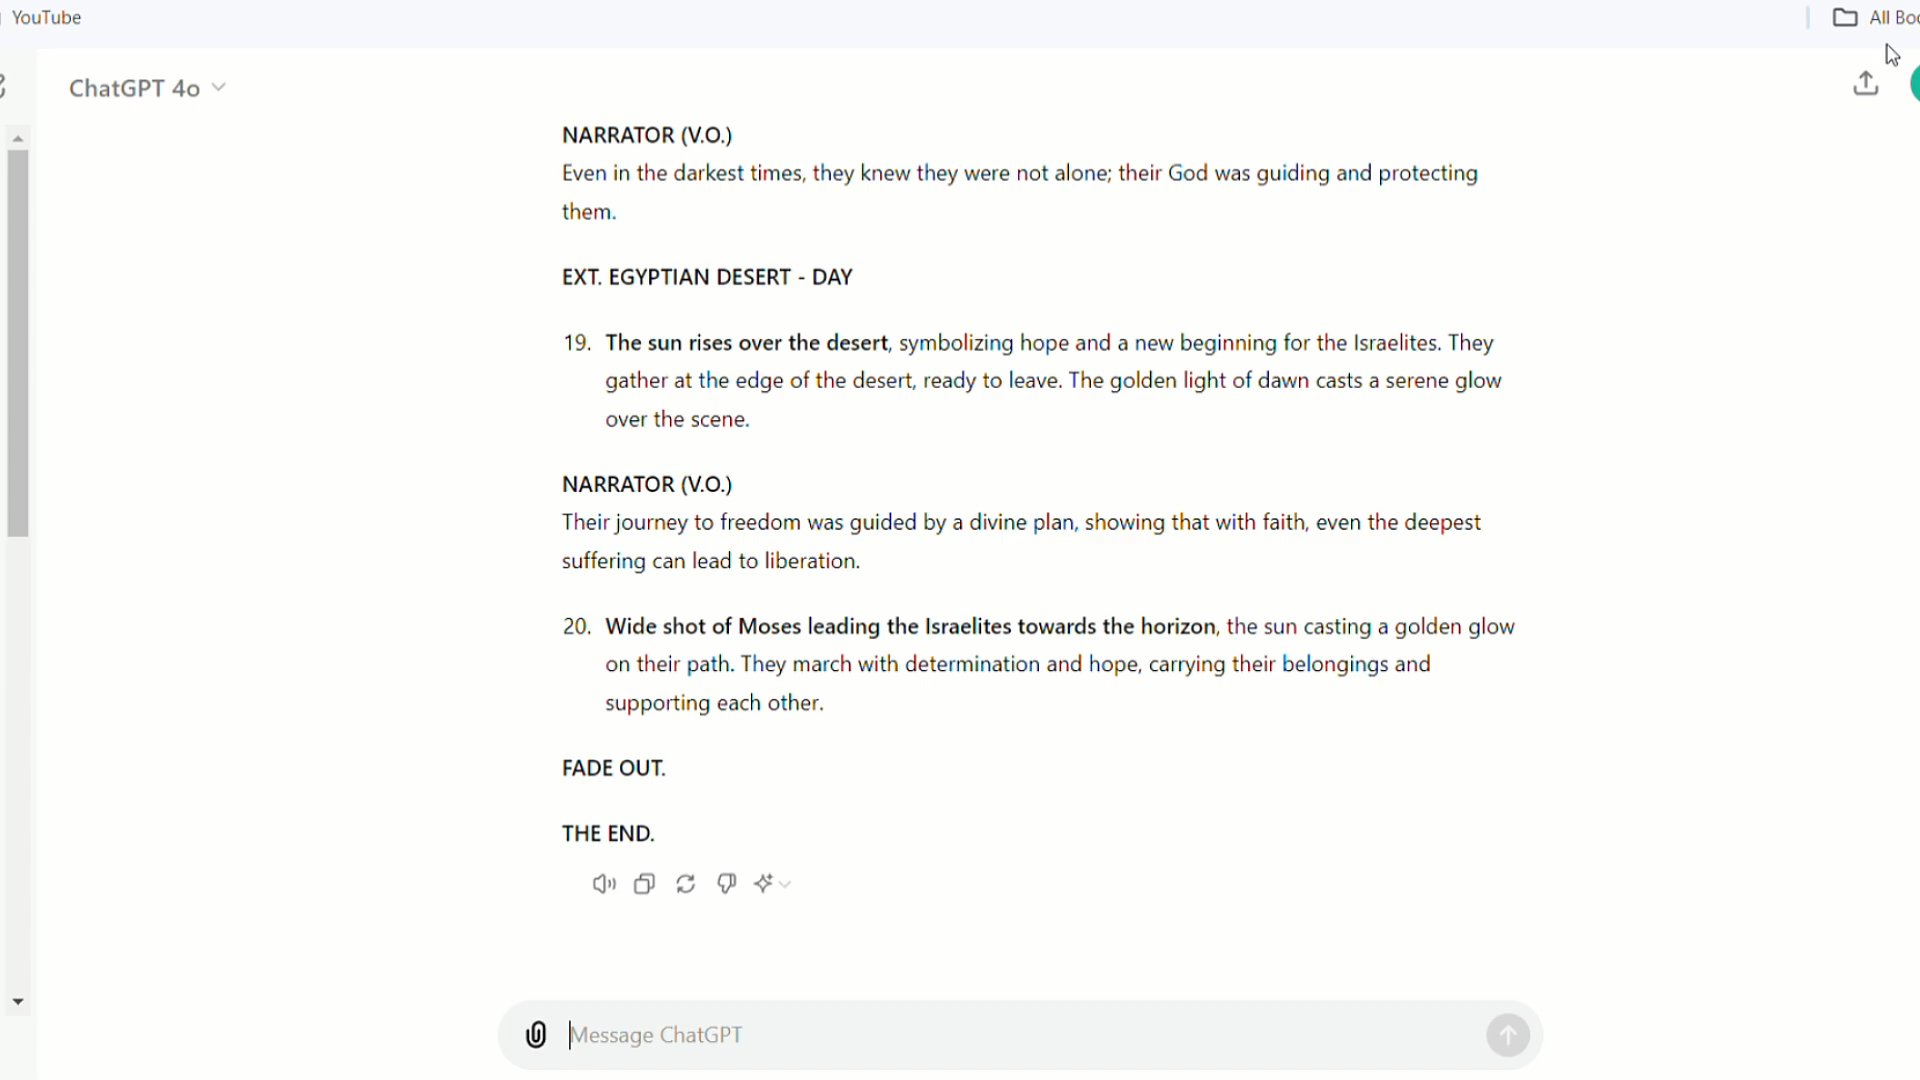 YouTube
All Boo
ChatGPT 4o
NARRATOR (V.O.)
Even in the darkest times, they knew they were not alone; their God was guiding and protecting
them.
EXT. EGYPTIAN DESERT - DAY
19. The sun rises over the desert, symbolizing hope and a new beginning for the Israelites. They
gather at the edge of the desert, ready to leave. The golden light of dawn casts a serene glow
over the scene.
NARRATOR (V.O.)
Their journey to freedom was guided by a divine plan, showing that with faith, even the deepest
suffering can lead to liberation.
20. Wide shot of Moses leading the Israelites towards the horizon, the sun casting a golden glow
on their path. They march with determination and hope, carrying their belongings and
supporting each other.
FADE OUT.
THE END.
Message ChatGPT